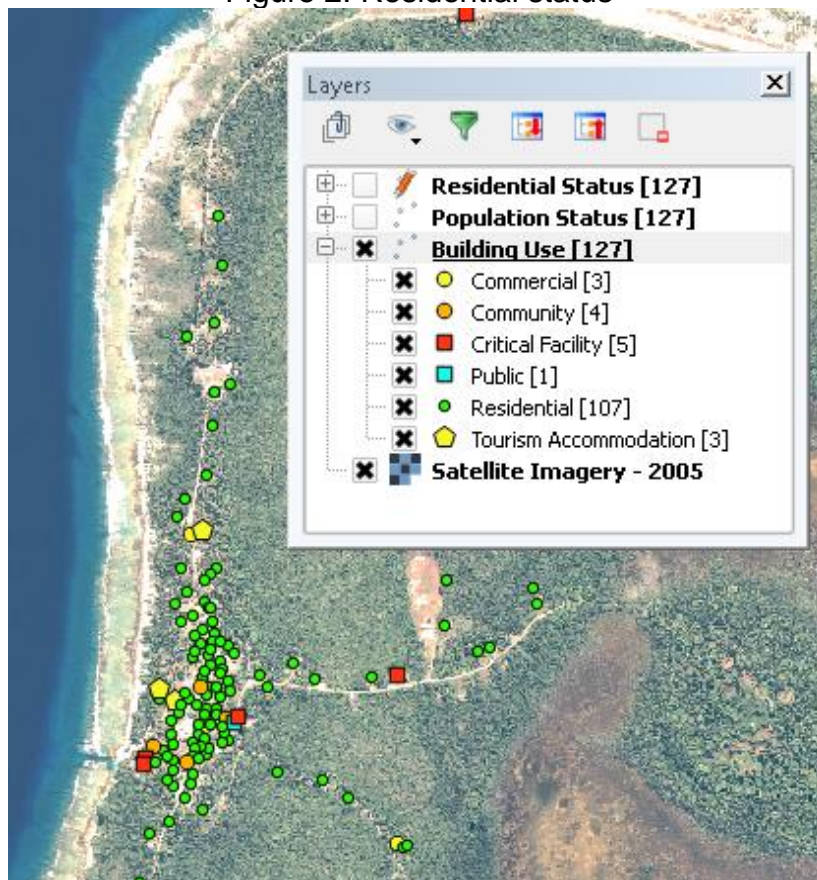 Figure 2: Residential status
Layers
Residential Status [127]
Population Status [127]
Building Use [127]
Commercial [3]
Community [4]
Critical Facility [5]
Public [1]
Residential [107]
Tourism Accommodation [3]
Satellite Imagery - 2005